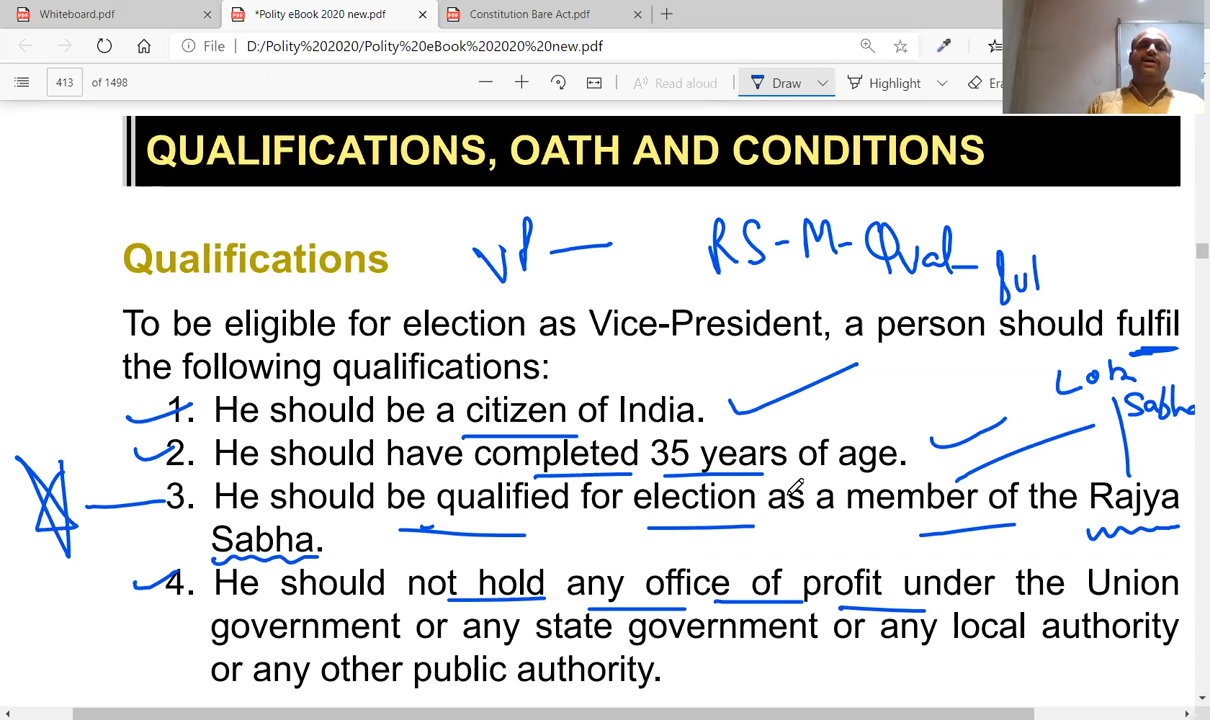 Whiteboard.pdf
*Polity eBook 2020 new.pdf
Constitution Bare Act.pdf
File
D:/Polity%202020/Polity%20eBook%202020%20new.pdf
413 of 1498
Read aloud
Draw
Highlight
Era
QUALIFICATIONS, OATH AND CONDITIONS
Qualifications
VP — RS - M - Qual
ful
To be eligible for election as Vice-President, a person should fulfil
the following qualifications:
Lok
Sabha
1. He should be a citizen of India.
2. He should have completed 35 years of age.
3. He should be qualified for election as a member of the Rajya
Sabha.
4. He should not hold any office of profit under the Union
government or any state government or any local authority
or any other public authority.